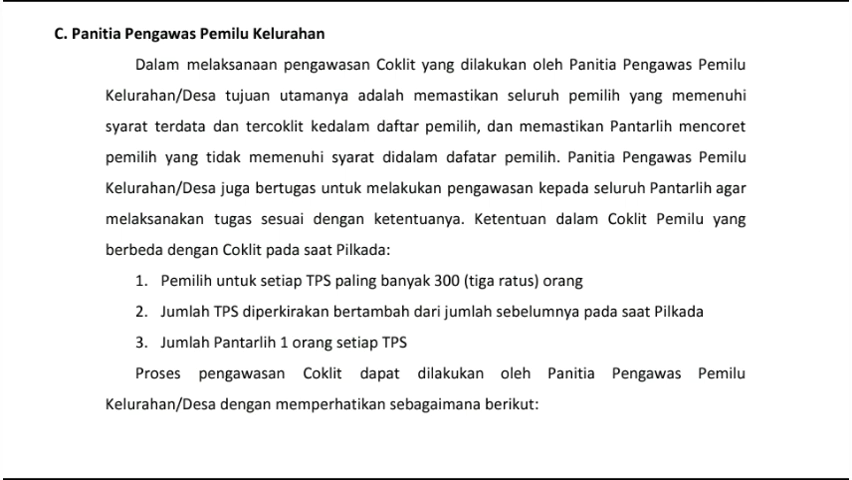 C. Panitia Pengawas Pemilu Kelurahan
Dalam melaksanaan pengawasan Coklit yang dilakukan oleh Panitia Pengawas Pemilu
Kelurahan/Desa tujuan utamanya adalah memastikan seluruh pemilih yang memenuhi
syarat terdata dan tercoklit kedalam daftar pemilih, dan memastikan Pantarlih mencoret
pemilih yang tidak memenuhi syarat didalam dafatar pemilih. Panitia Pengawas Pemilu
Kelurahan/Desa juga bertugas untuk melakukan pengawasan kepada seluruh Pantarlih agar
melaksanakan tugas sesuai dengan ketentuanya. Ketentuan dalam Coklit Pemilu yang
berbeda dengan Coklit pada saat Pilkada:
1. Pemilih untuk setiap TPS paling banyak 300 (tiga ratus) orang
2. Jumlah TPS diperkirakan bertambah dari jumlah sebelumnya pada saat Pilkada
3. Jumlah Pantarlih 1 orang setiap TPS
Proses pengawasan Coklit dapat dilakukan oleh Panitia Pengawas Pemilu
Kelurahan/Desa dengan memperhatikan sebagaimana berikut: